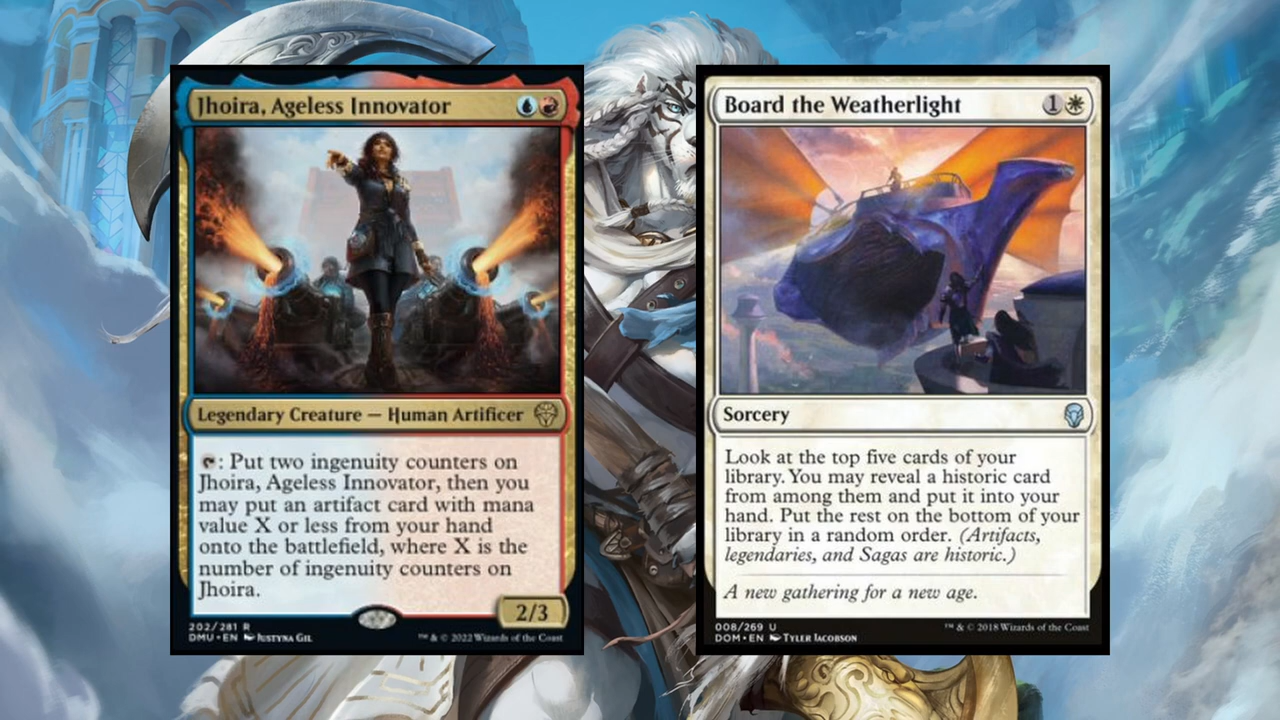 Jhoira, Ageless Innovator
Legendary Creature — Human Artificer
: Put two ingenuity counters on
Jhoira, Ageless Innovator, then you
may put an artifact card with mana
value X or less from your hand
onto the battlefield, where X is the
number of ingenuity counters on
Jhoira.
2/3
202/281 R
DMU • EN JUSTYNA GIL
™ & © 2022 Wizards of the Coast
Board the Weatherlight 1
Sorcery
Look at the top five cards of your
library. You may reveal a historic card
from among them and put it into your
hand. Put the rest on the bottom of your
library in a random order. (Artifacts,
legendaries, and Sagas are historic.)
A new gathering for a new age.
008/269 U
DOM • EN TYLER JACOBSON
™ & © 2018 Wizards of the Coast